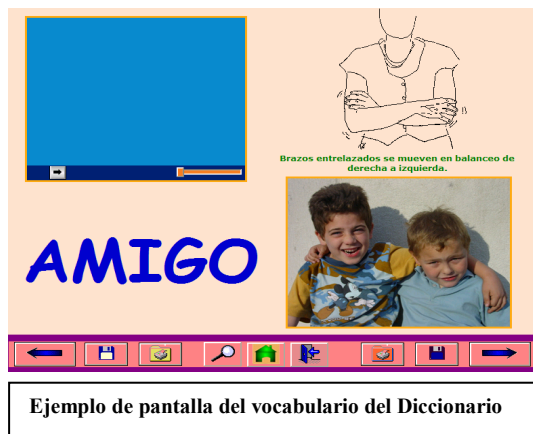 Brazos entrelazados se mueven en balanceo de
derecha a izquierda.
AMIGO
Ejemplo de pantalla del vocabulario del Diccionario